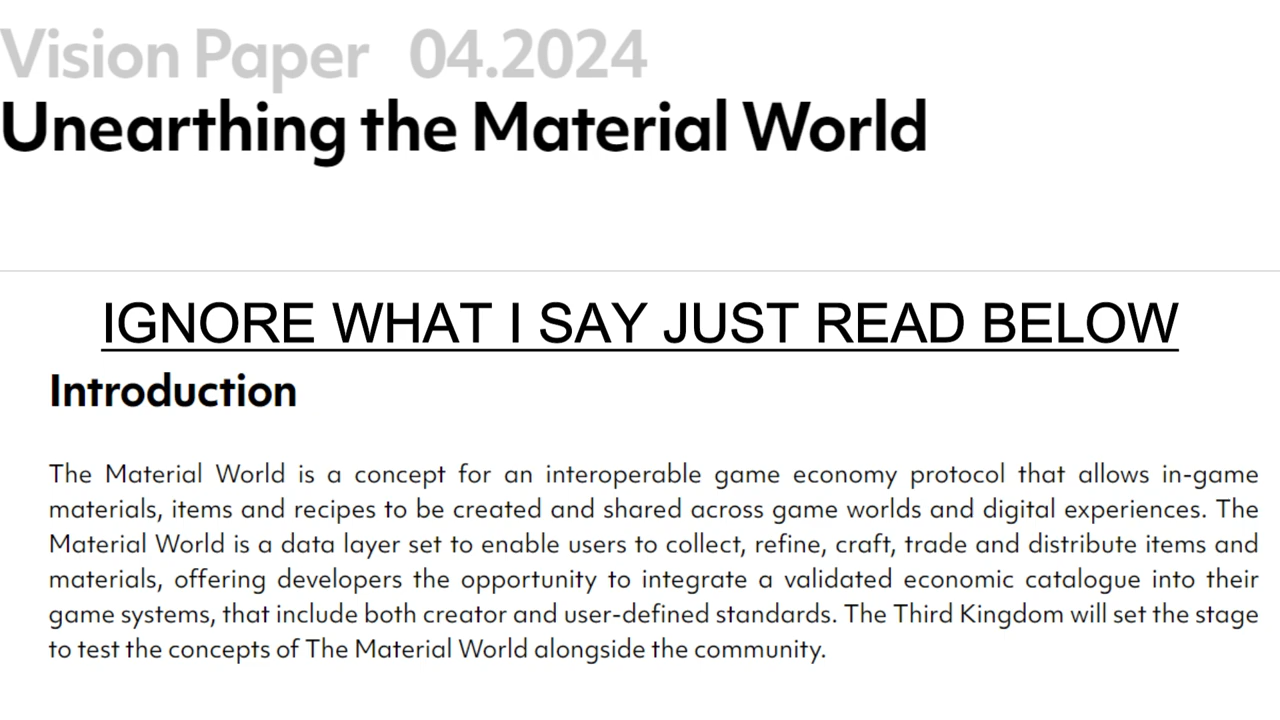 Vision Paper 04.2024
Unearthing the Material World
IGNORE WHAT I SAY JUST READ BELOW
Introduction
The Material World is a concept for an interoperable game economy protocol that allows in-game
materials, items and recipes to be created and shared across game worlds and digital experiences. The
Material World is a data layer set to enable users to collect, refine, craft, trade and distribute items and
materials, offering developers the opportunity to integrate a validated economic catalogue into their
game systems, that include both creator and user-defined standards. The Third Kingdom will set the stage
to test the concepts of The Material World alongside the community.